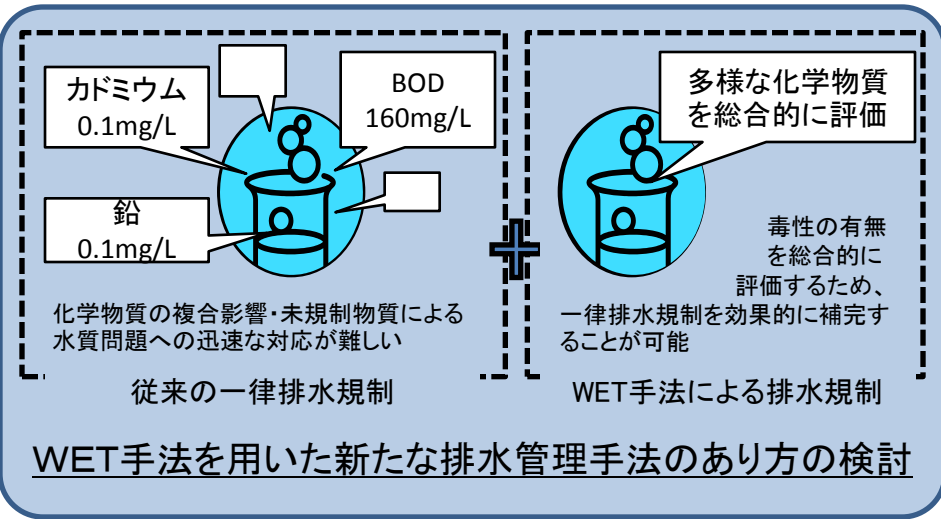 カドミウム
0.1mg/L
BOD
160mg/L
鉛
0.1mg/L
化学物質の複合影響・未規制物質による
水質問題への迅速な対応が難しい
従来の一律排水規制
多様な化学物質
を総合的に評価
毒性の有無
を総合的に
評価するため、
一律排水規制を効果的に補完す
ることが可能
WET手法による排水規制
WET手法を用いた新たな排水管理手法のあり方の検討